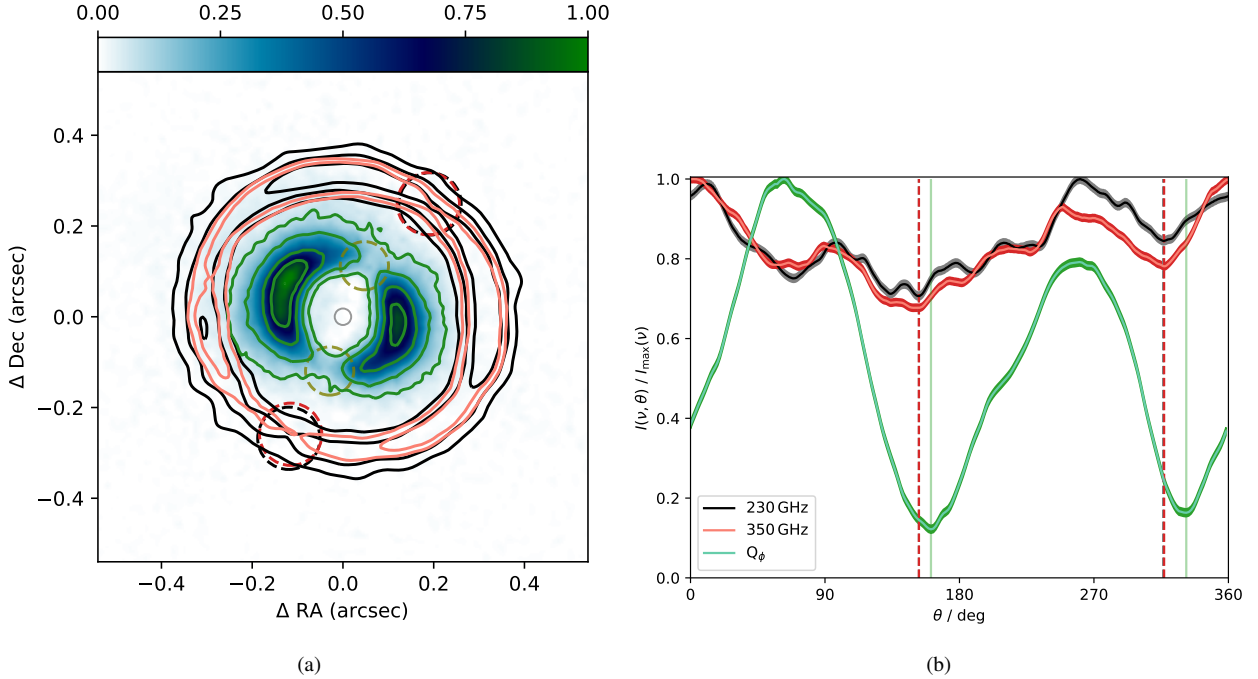 0.00 0.25 0.50 0.75 1.00
0.4
0.2
0.0
−0.2
−0.4
Δ Dec (arcsec)
−0.4 −0.2 0.0 0.2 0.4
Δ RA (arcsec)
(a)
1.0
0.8
0.6
0.4
0.2
0.0
I(ν, θ) / I_max(ν)
230 GHz
350 GHz
Q_ϕ
0 90 180 270 360
θ / deg
(b)